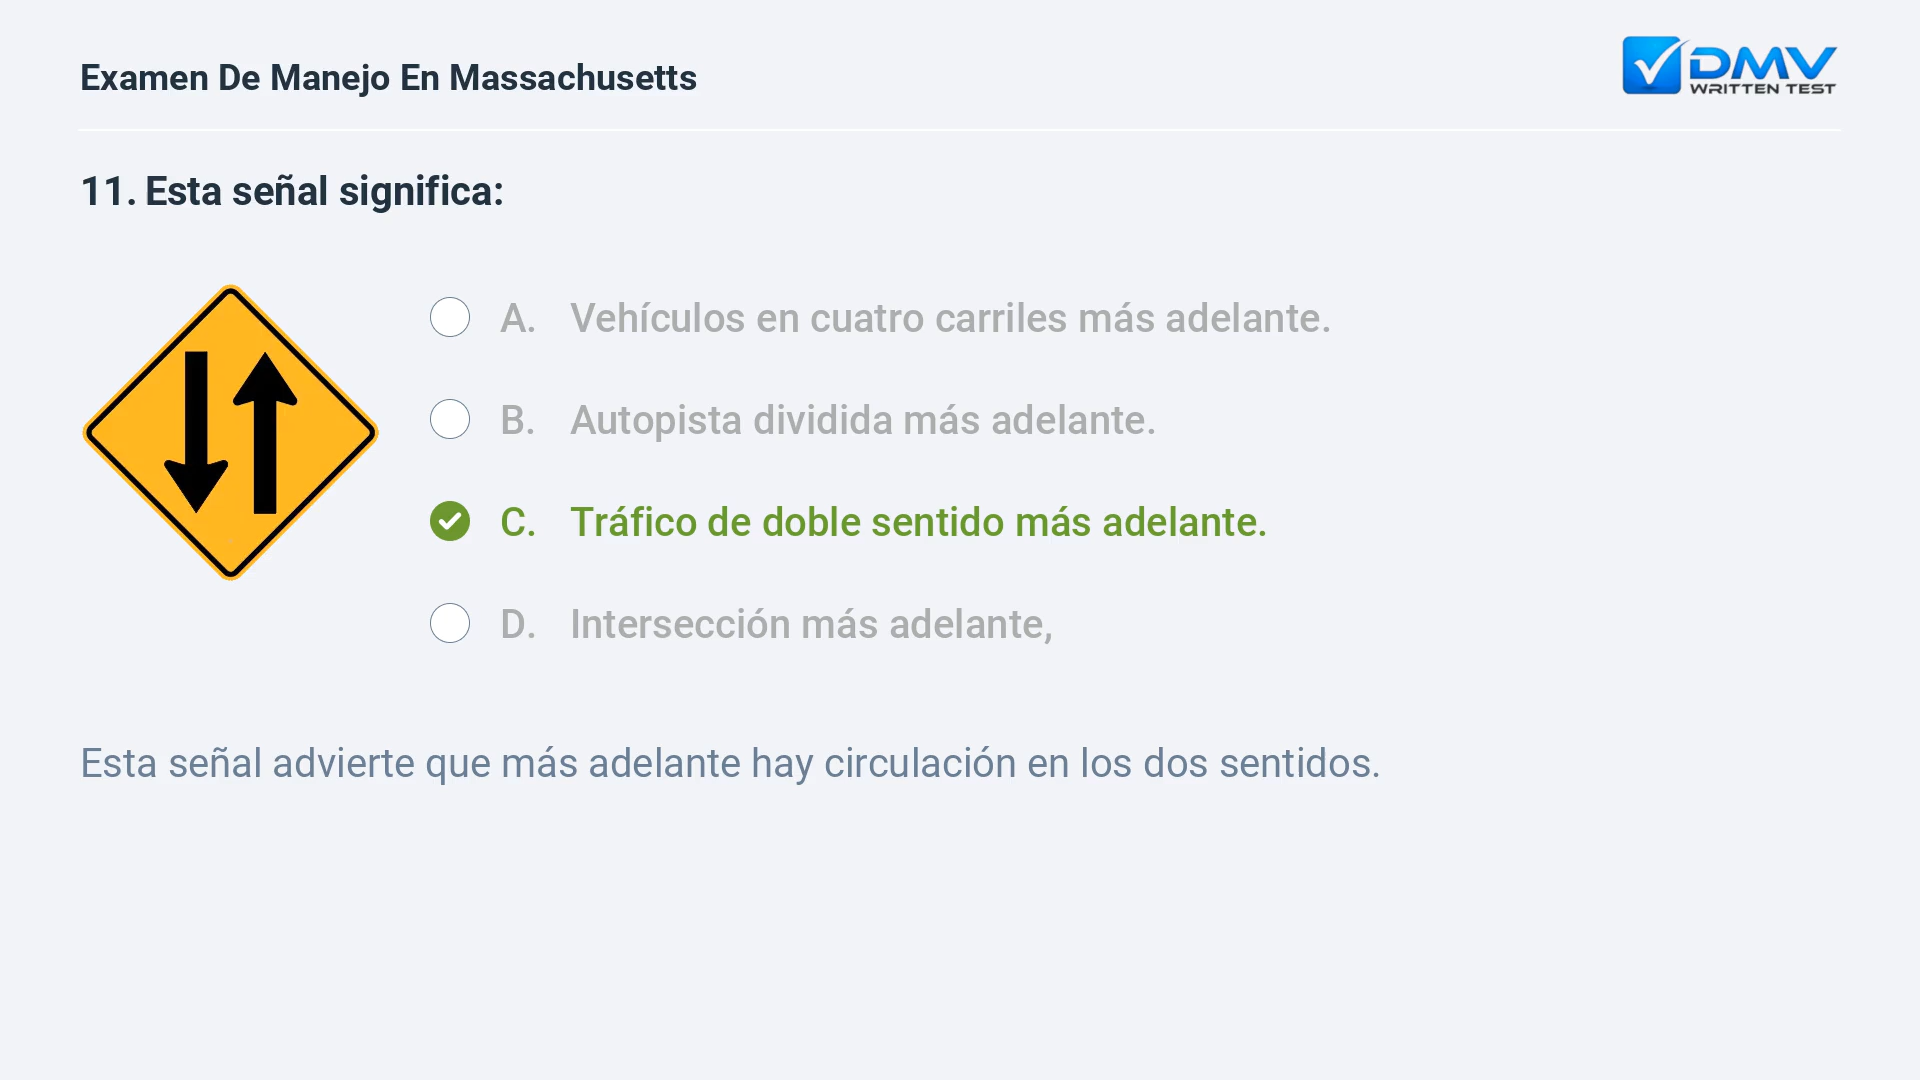 Examen De Manejo En Massachusetts
DMV
WRITTEN TEST
11. Esta señal significa:
A. Vehículos en cuatro carriles más adelante.
B. Autopista dividida más adelante.
C. Tráfico de doble sentido más adelante.
D. Intersección más adelante,
Esta señal advierte que más adelante hay circulación en los dos sentidos.